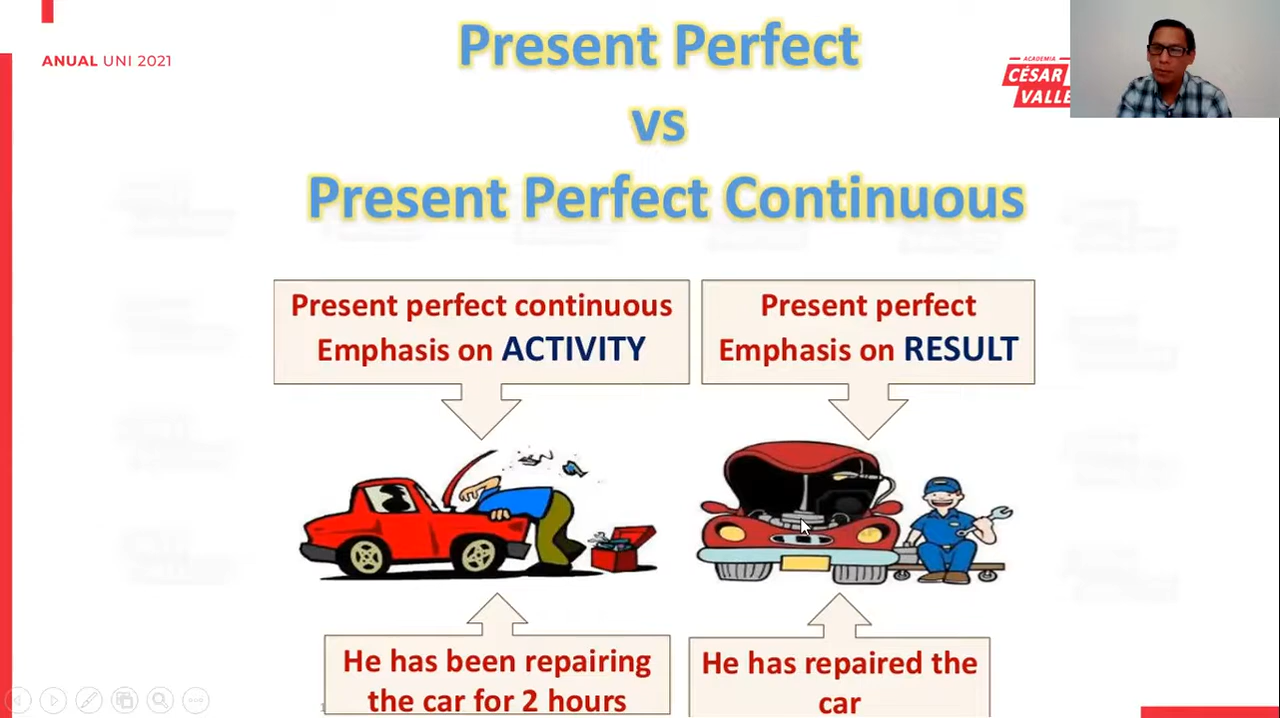 ANUAL UNI 2021
Present Perfect
vs
Present Perfect Continuous
ACADEMIA
CÉSAR
VALLE
Present perfect continuous
Emphasis on ACTIVITY
Present perfect
Emphasis on RESULT
He has been repairing
the car for 2 hours
He has repaired the
car